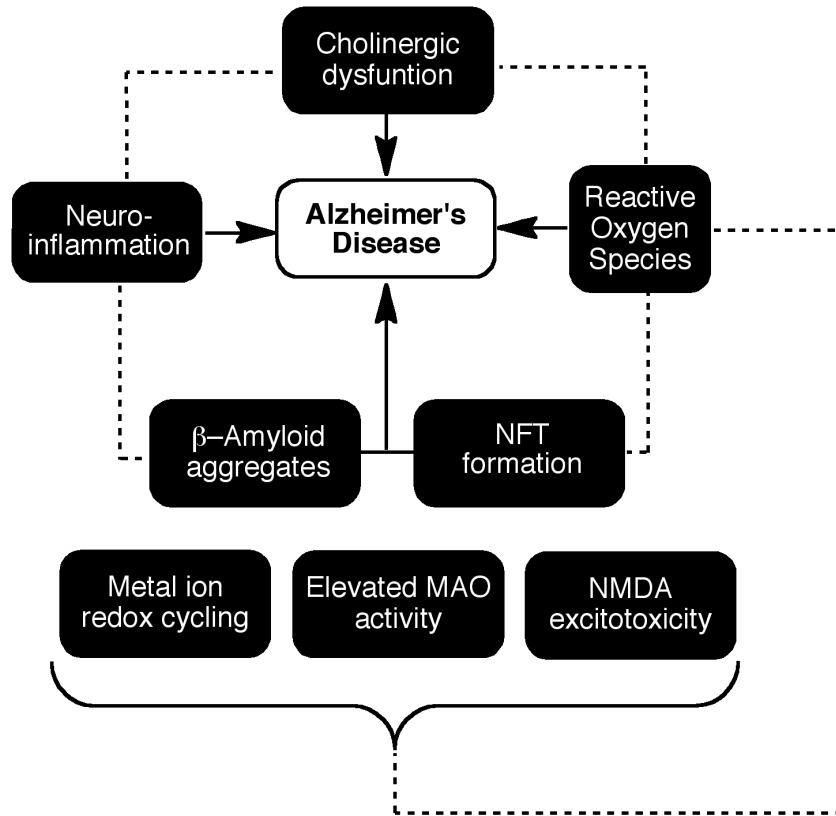 Cholinergic
dysfuntion
Neuro-
inflammation
Alzheimer's
Disease
Reactive
Oxygen
Species
β–Amyloid
aggregates
NFT
formation
Metal ion
redox cycling
Elevated MAO
activity
NMDA
excitotoxicity